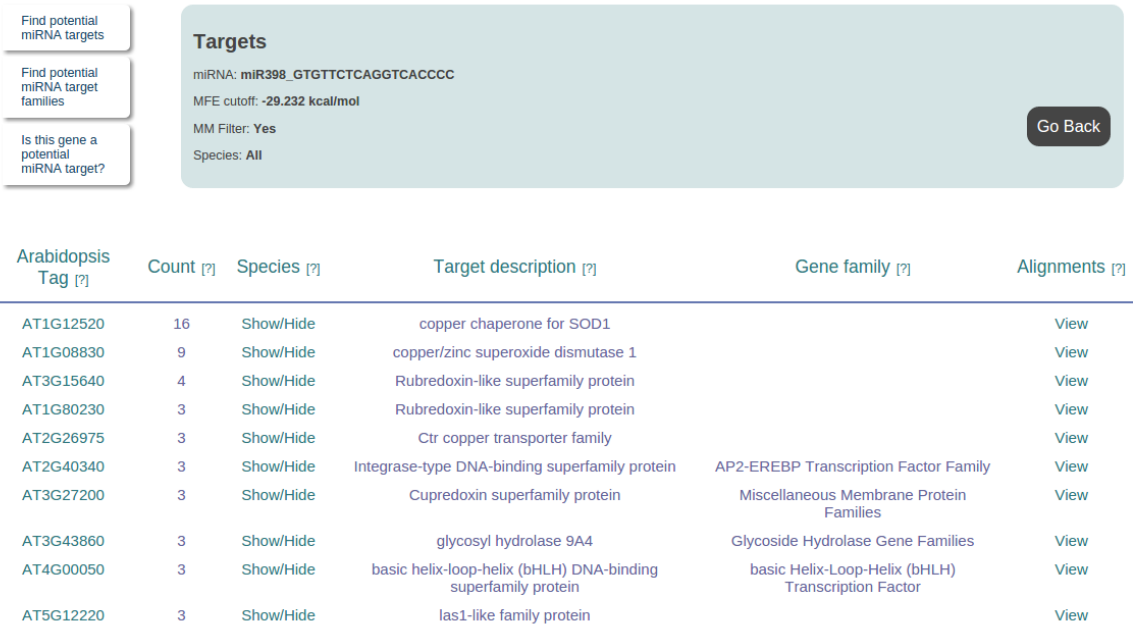 Find potential
miRNA targets
Find potential
miRNA target
families
Is this gene a
potential
miRNA target?
Targets
miRNA: miR398_GTGTTCTCAGGTCACCCC
MFE cutoff: -29.232 kcal/mol
MM Filter: Yes
Species: All
Go Back
Arabidopsis
Tag [?]
Count [?] Species [?] Target description [?] Gene family [?] Alignments [?]
AT1G12520 16 Show/Hide copper chaperone for SOD1 View
AT1G08830 9 Show/Hide copper/zinc superoxide dismutase 1 View
AT3G15640 4 Show/Hide Rubredoxin-like superfamily protein View
AT1G80230 3 Show/Hide Rubredoxin-like superfamily protein View
AT2G26975 3 Show/Hide Ctr copper transporter family View
AT2G40340 3 Show/Hide Integrase-type DNA-binding superfamily protein AP2-EREBP Transcription Factor Family View
AT3G27200 3 Show/Hide Cupredoxin superfamily protein Miscellaneous Membrane Protein View
Families
AT3G43860 3 Show/Hide glycosyl hydrolase 9A4 Glycoside Hydrolase Gene Families View
AT4G00050 3 Show/Hide basic helix-loop-helix (bHLH) DNA-binding basic Helix-Loop-Helix (bHLH) View
superfamily protein Transcription Factor
AT5G12220 3 Show/Hide las1-like family protein View